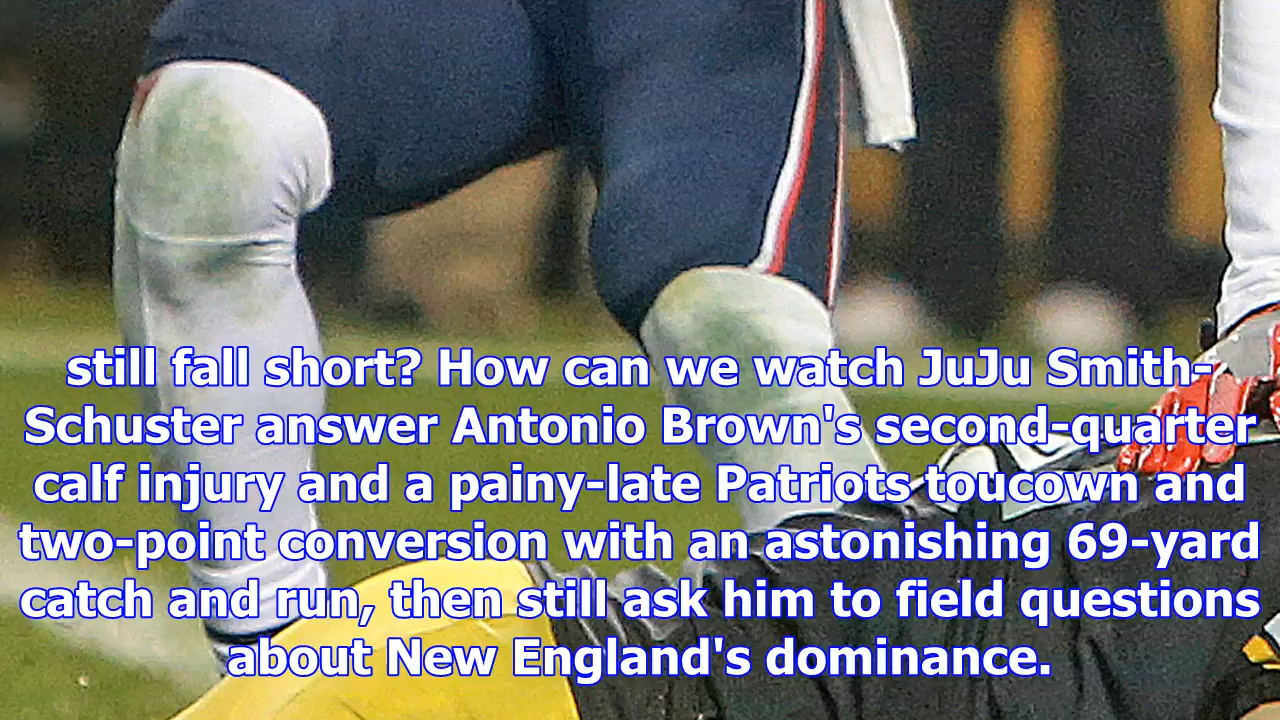 still fall short? How can we watch JuJu Smith-
Schuster answer Antonio Brown's second-quarter
calf injury and a painy-late Patriots toucown and
two-point conversion with an astonishing 69-yard
catch and run, then still ask him to field questions
about New England's dominance.